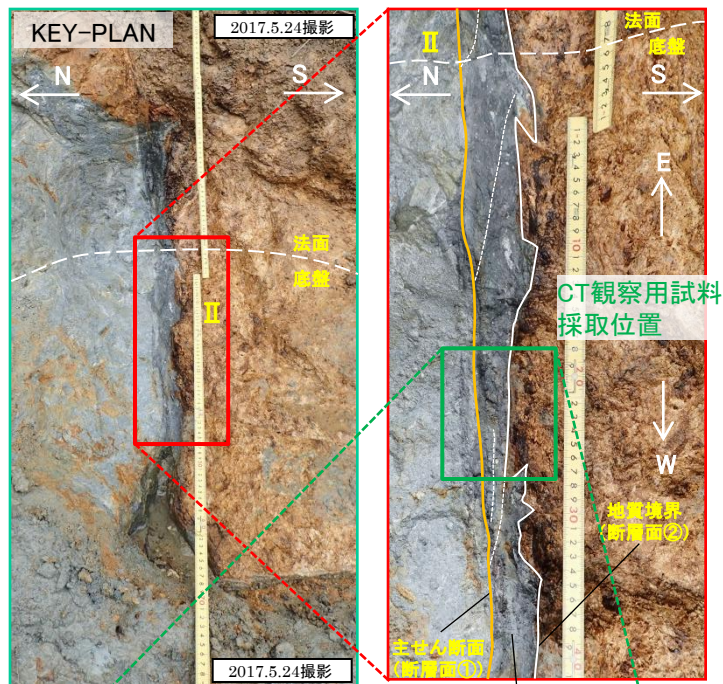 KEY-PLAN
2017.5.24撮影
N
S
法面
底盤
Ⅱ
2017.5.24撮影
Ⅱ
法面
底盤
N
S
E
CT観察用試料
採取位置
W
地質境界
(断層面②)
主せん断面
(断層面①)